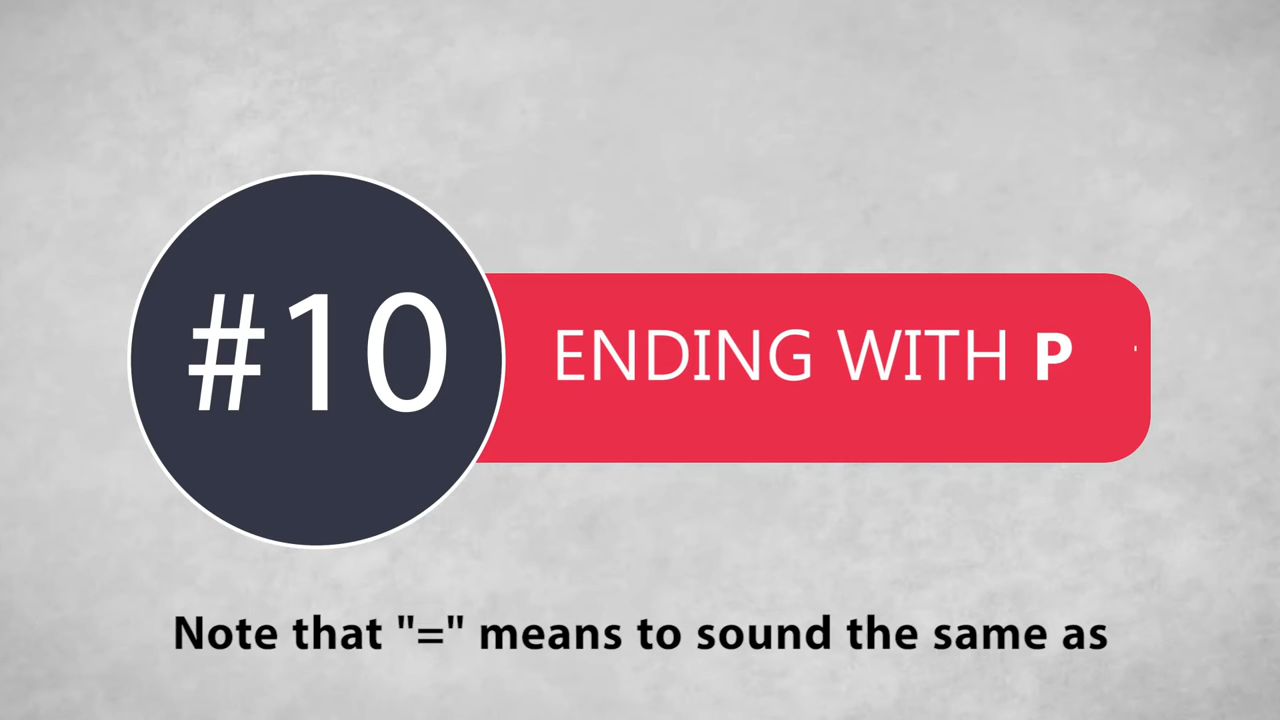 #10
ENDING WITH P
Note that "=" means to sound the same as